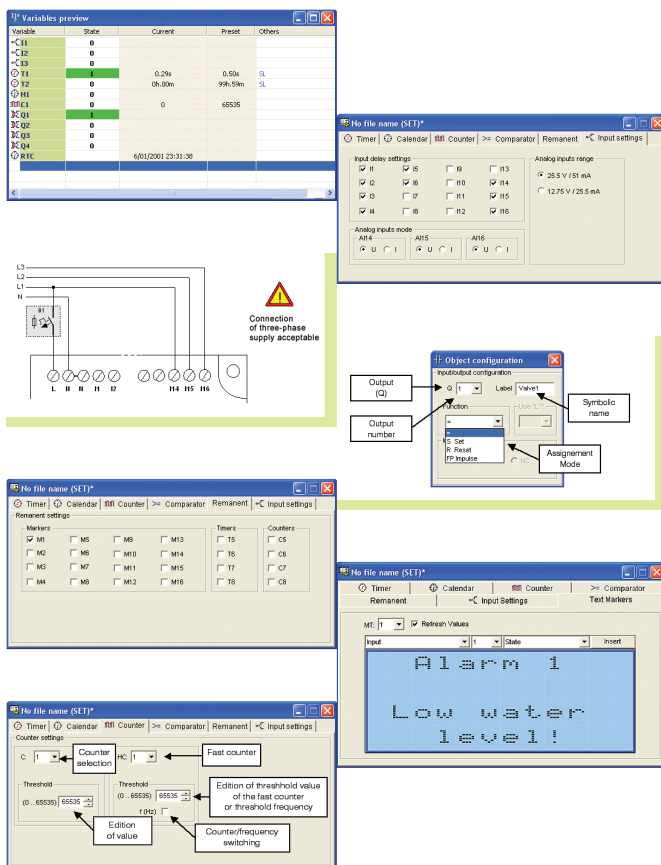 Variables preview
Variable State Current Preset Others
I1 0
I2 0
I3 0
T1 1 0.29s 0.50s SL
T2 0 0h.00m 99h.59m SL
H1 0
C1 0 0 65535
Q1 1
Q2 0
Q3 0
Q4 0
RTC 6/01/2001 23:31:38
No file name (SET)*
Timer Calendar Counter >= Comparator Remanent Input settings
Input delay settings
I1 I5 I9 I13
I2 I6 I10 I14
I3 I7 I11 I15
I4 I8 I12 I16
Analog inputs range
25.5 V / 51 mA
12.75 V / 25.5 mA
Analog inputs mode
AI14 AI15 AI16
U I U I U I
L3
L2
L1
N
B1
L N N I1 I2 I14 I15 I16
Connection
of three-phase
supply acceptable
Object configuration
Input/output configuration
Q 1 Label Valve1
Function
Use "L"?
=
=
S Set
R Reset
FP Impulse
NC
Output
(Q)
Output
number
Symbolic
name
Assignement
Mode
No file name (SET)*
Timer Calendar Counter >= Comparator Remanent Input settings
Remanent settings
Markers Timers Counters
M1 M5 M9 M13 T5 C5
M2 M6 M10 M14 T6 C6
M3 M7 M11 M15 T7 C7
M4 M8 M12 M16 T8 C8
No file name (SET)*
Timer Calendar Counter >= Comparator
Remanent Input Settings Text Markers
MT: 1 Refresh Values
Input 1 State Insert
Alarm 1
Low water
level!
No file name (SET)*
Timer Calendar Counter >= Comparator Remanent Input settings
Counter settings
C: 1
Counter
selection
HC: 1
Fast counter
Threshold
(0 .. 65535) 65535
Threshold
(0 .. 65535) 65535
f (Hz)
Edition of threshhold value
of the fast counter
or threshold frequency
Edition
of value
Counter/frequency
switching